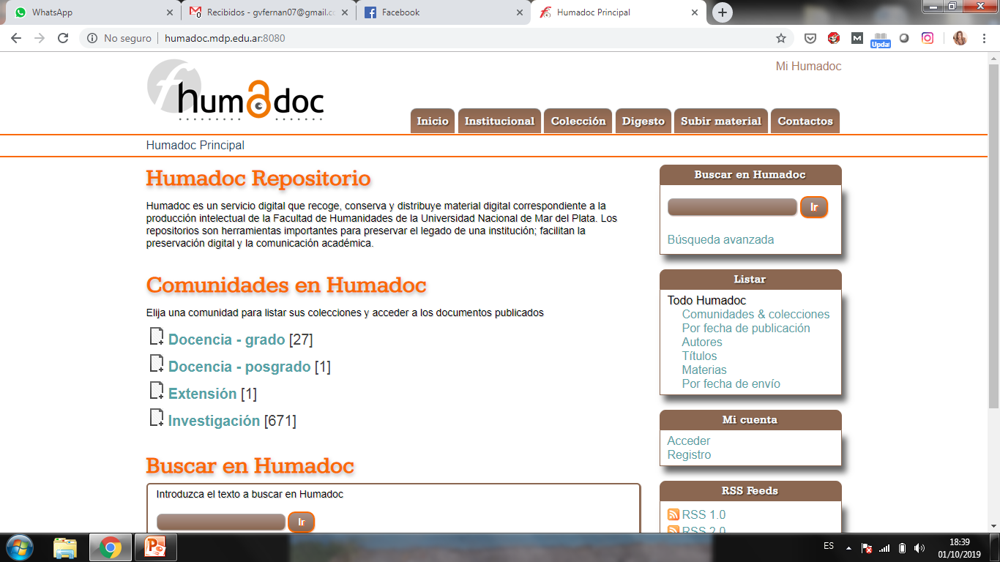 WhatsApp
Recibidos - gvfernan07@gmail.co
Facebook
Humadoc Principal
No seguro
humadoc.mdp.edu.ar:8080
Updat
Mi Humadoc
f humadoc
Inicio
Institucional
Colección
Digesto
Subir material
Contactos
Humadoc Principal
Humadoc Repositorio
Humadoc es un servicio digital que recoge, conserva y distribuye material digital correspondiente a la
producción intelectual de la Facultad de Humanidades de la Universidad Nacional de Mar del Plata. Los
repositorios son herramientas importantes para preservar el legado de una institución; facilitan la
preservación digital y la comunicación académica.
Comunidades en Humadoc
Elija una comunidad para listar sus colecciones y acceder a los documentos publicados
Docencia - grado [27]
Docencia - posgrado [1]
Extensión [1]
Investigación [671]
Buscar en Humadoc
Introduzca el texto a buscar en Humadoc
Ir
Buscar en Humadoc
Ir
Búsqueda avanzada
Listar
Todo Humadoc
Comunidades & colecciones
Por fecha de publicación
Autores
Títulos
Materias
Por fecha de envío
Mi cuenta
Acceder
Registro
RSS Feeds
RSS 1.0
RSS 2.0
ES
18:39
01/10/2019